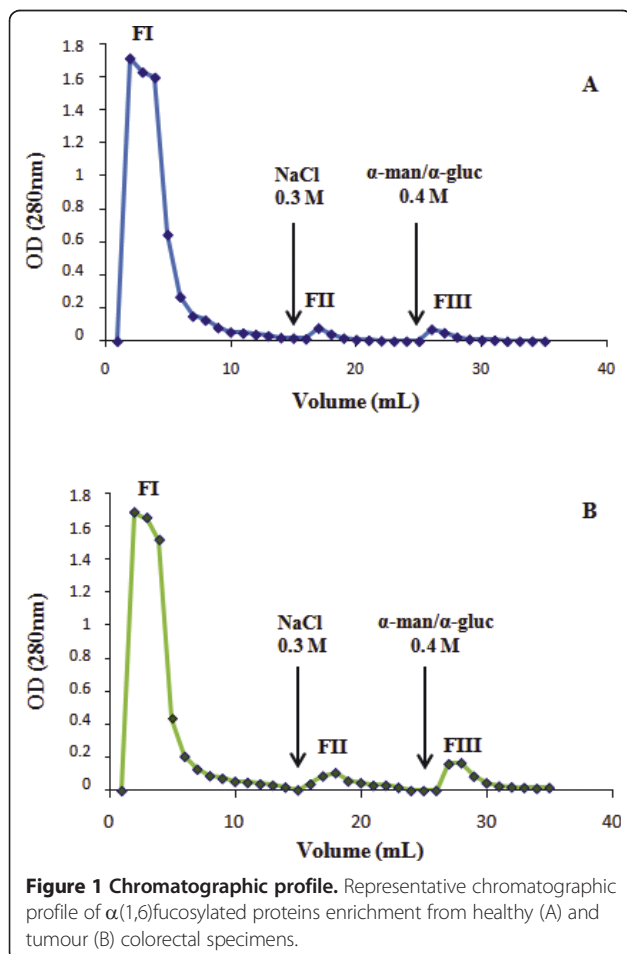 FI
A
1.8
1.6
1.4
1.2
1
0.8
0.6
0.4
0.2
0
OD (280nm)
NaCl
0.3 M
α-man/α-gluc
0.4 M
FII
FIII
0 10 20 30 40
Volume (mL)
FI
B
1.8
1.6
1.4
1.2
1
0.8
0.6
0.4
0.2
0
OD (280nm)
NaCl
0.3 M
α-man/α-gluc
0.4 M
FII
FIII
0 10 20 30 40
Volume (mL)
Figure 1 Chromatographic profile. Representative chromatographic
profile of α(1,6)fucosylated proteins enrichment from healthy (A) and
tumour (B) colorectal specimens.